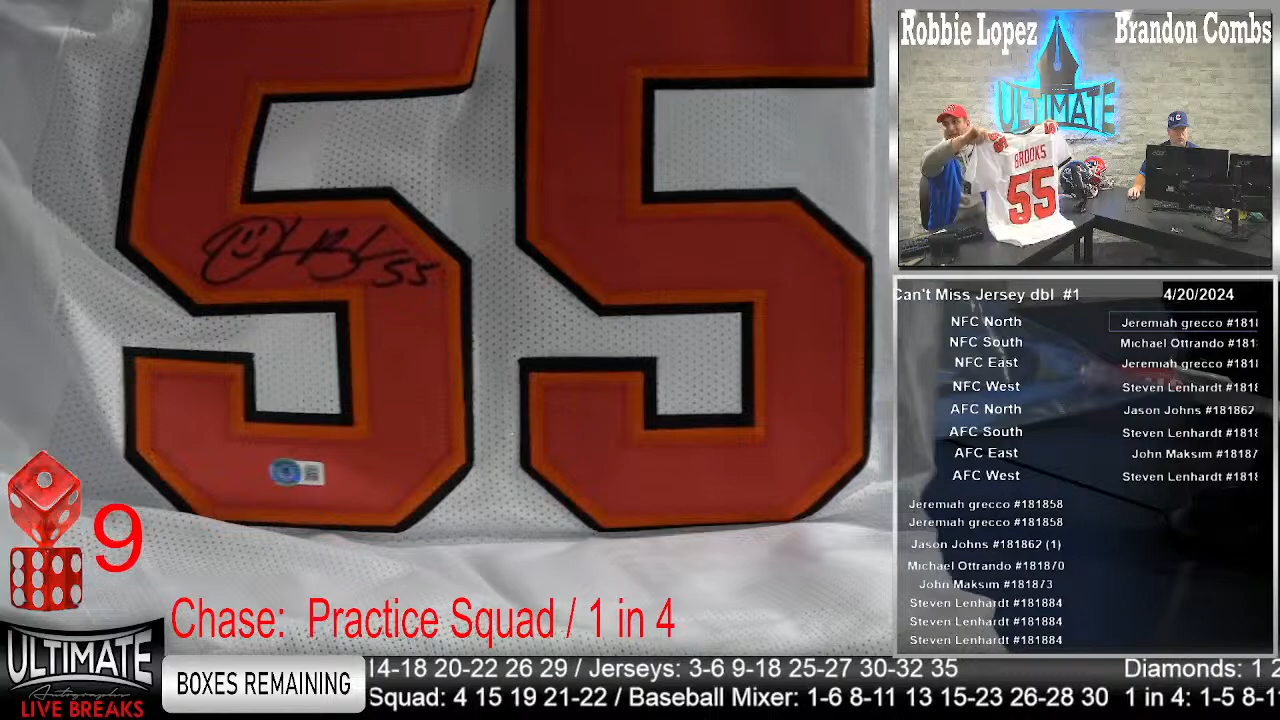 Robbie Lopez
Brandon Combs
ULTIMATE
BROOKS
55
55
55
Can't Miss Jersey dbl #1 4/20/2024
NFC North Jeremiah grecco #181
NFC South Michael Ottrando #181
NFC East Jeremiah grecco #181
NFC West Steven Lenhardt #181
AFC North Jason Johns #181862
AFC South Steven Lenhardt #181
AFC East John Maksim #1818
AFC West Steven Lenhardt #181
Jeremiah grecco #181858
Jeremiah grecco #181858
Jason Johns #181862 (1)
Michael Ottrando #181870
John Maksim #181873
Steven Lenhardt #181884
Steven Lenhardt #181884
Steven Lenhardt #181884
9
Chase: Practice Squad / 1 in 4
ULTIMATE
Autographs
LIVE BREAKS
BOXES REMAINING
14-18 20-22 26 29 / Jerseys: 3-6 9-18 25-27 30-32 35 Diamonds: 1 2
Squad: 4 15 19 21-22 / Baseball Mixer: 1-6 8-11 13 15-23 26-28 30 1 in 4: 1-5 8-1